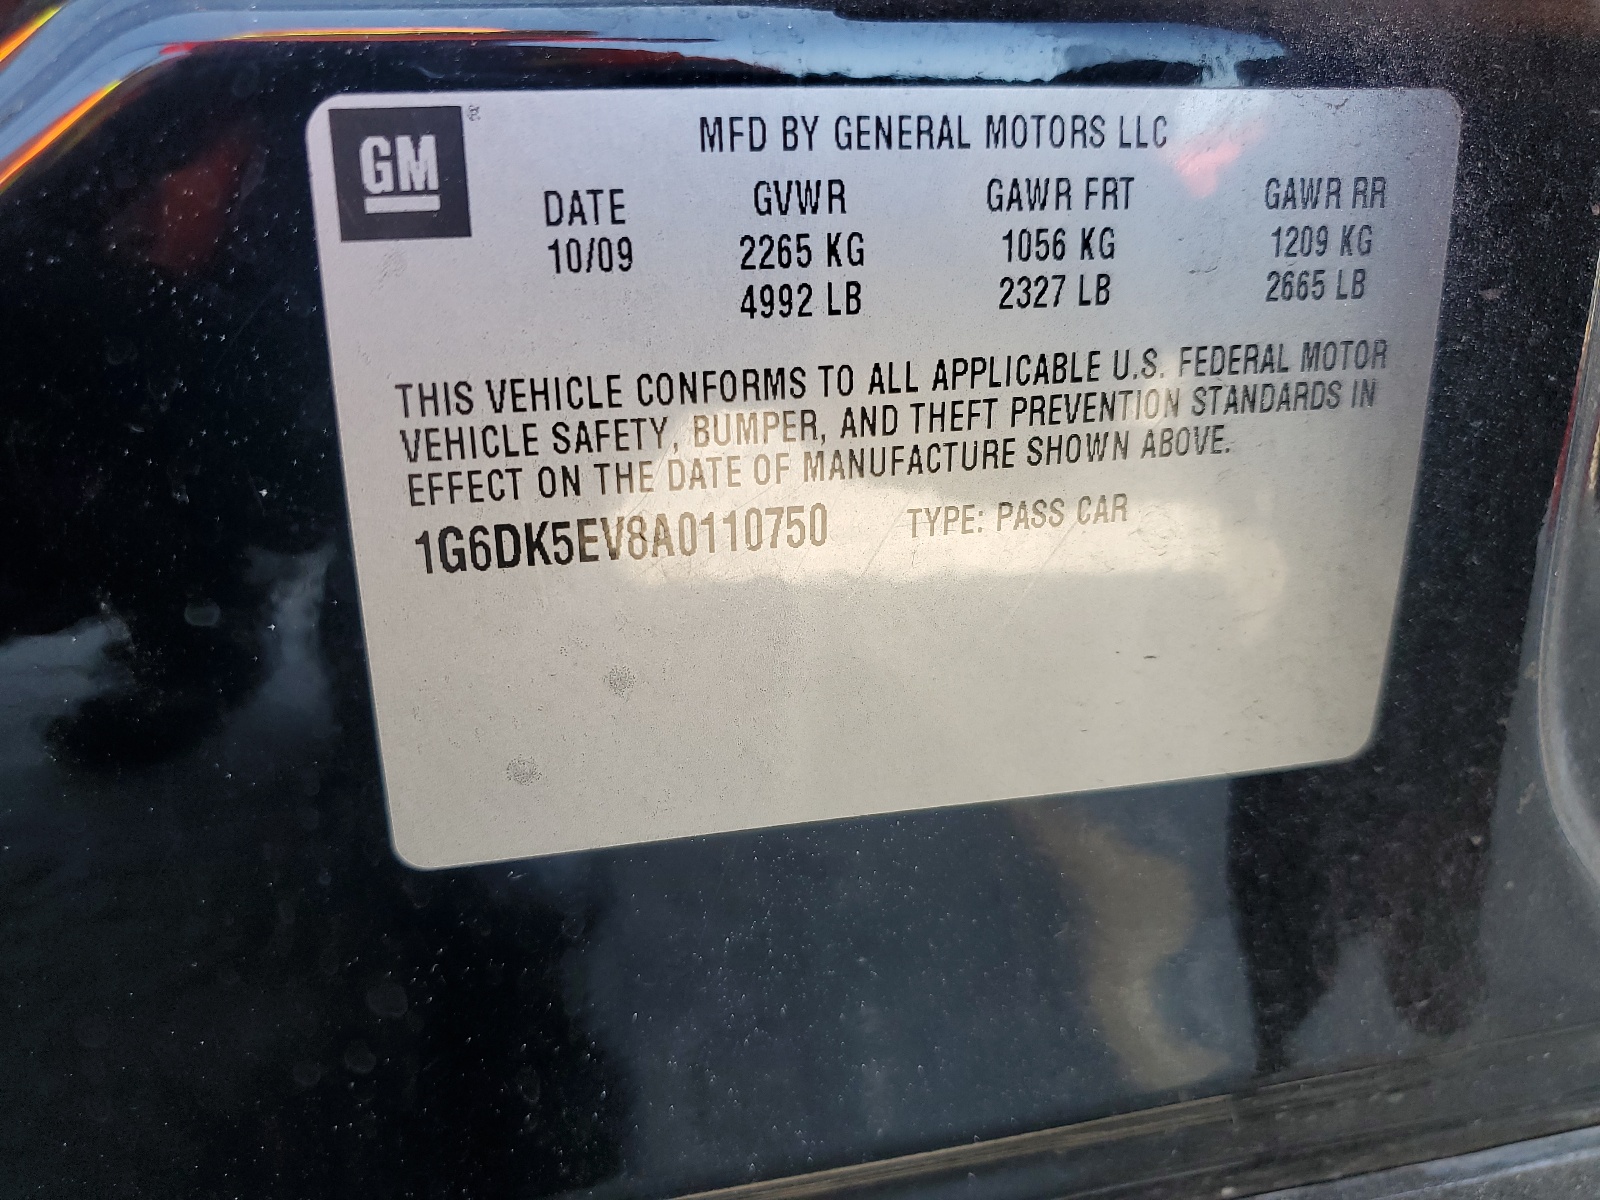 GM ®
MFD BY GENERAL MOTORS LLC
DATE GVWR GAWR FRT GAWR RR
10/09 2265 KG 1056 KG 1209 KG
4992 LB 2327 LB 2665 LB
THIS VEHICLE CONFORMS TO ALL APPLICABLE U.S. FEDERAL MOTOR
VEHICLE SAFETY, BUMPER, AND THEFT PREVENTION STANDARDS IN
EFFECT ON THE DATE OF MANUFACTURE SHOWN ABOVE.
1G6DK5EV8A0110750 TYPE: PASS CAR